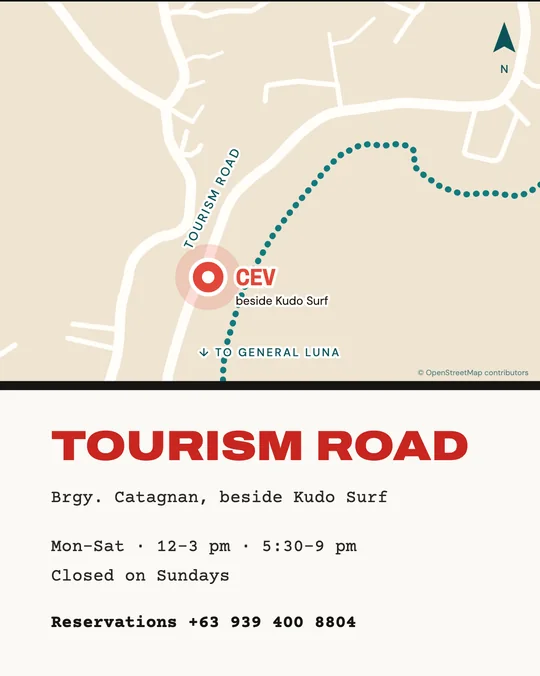 N
TOURISM ROAD
CEV
beside Kudo Surf
↓ TO GENERAL LUNA
© OpenStreetMap contributors
TOURISM ROAD
Brgy. Catagnan, beside Kudo Surf
Mon–Sat · 12–3 pm · 5:30–9 pm
Closed on Sundays
Reservations +63 939 400 8804